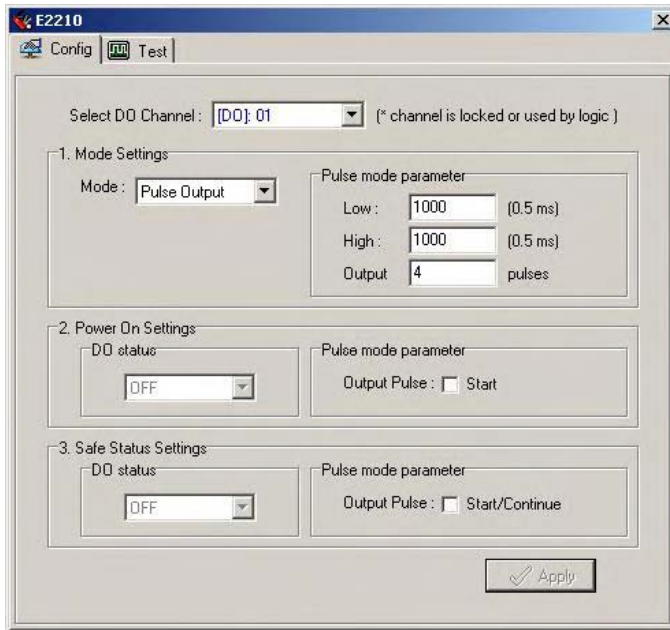 E2210
Config Test
Select DO Channel : [DO]: 01 (* channel is locked or used by logic )
1. Mode Settings
Mode : Pulse Output
Pulse mode parameter
Low : 1000 (0.5 ms)
High : 1000 (0.5 ms)
Output 4 pulses
2. Power On Settings
DO status
OFF
Pulse mode parameter
Output Pulse : Start
3. Safe Status Settings
DO status
OFF
Pulse mode parameter
Output Pulse : Start/Continue
Apply